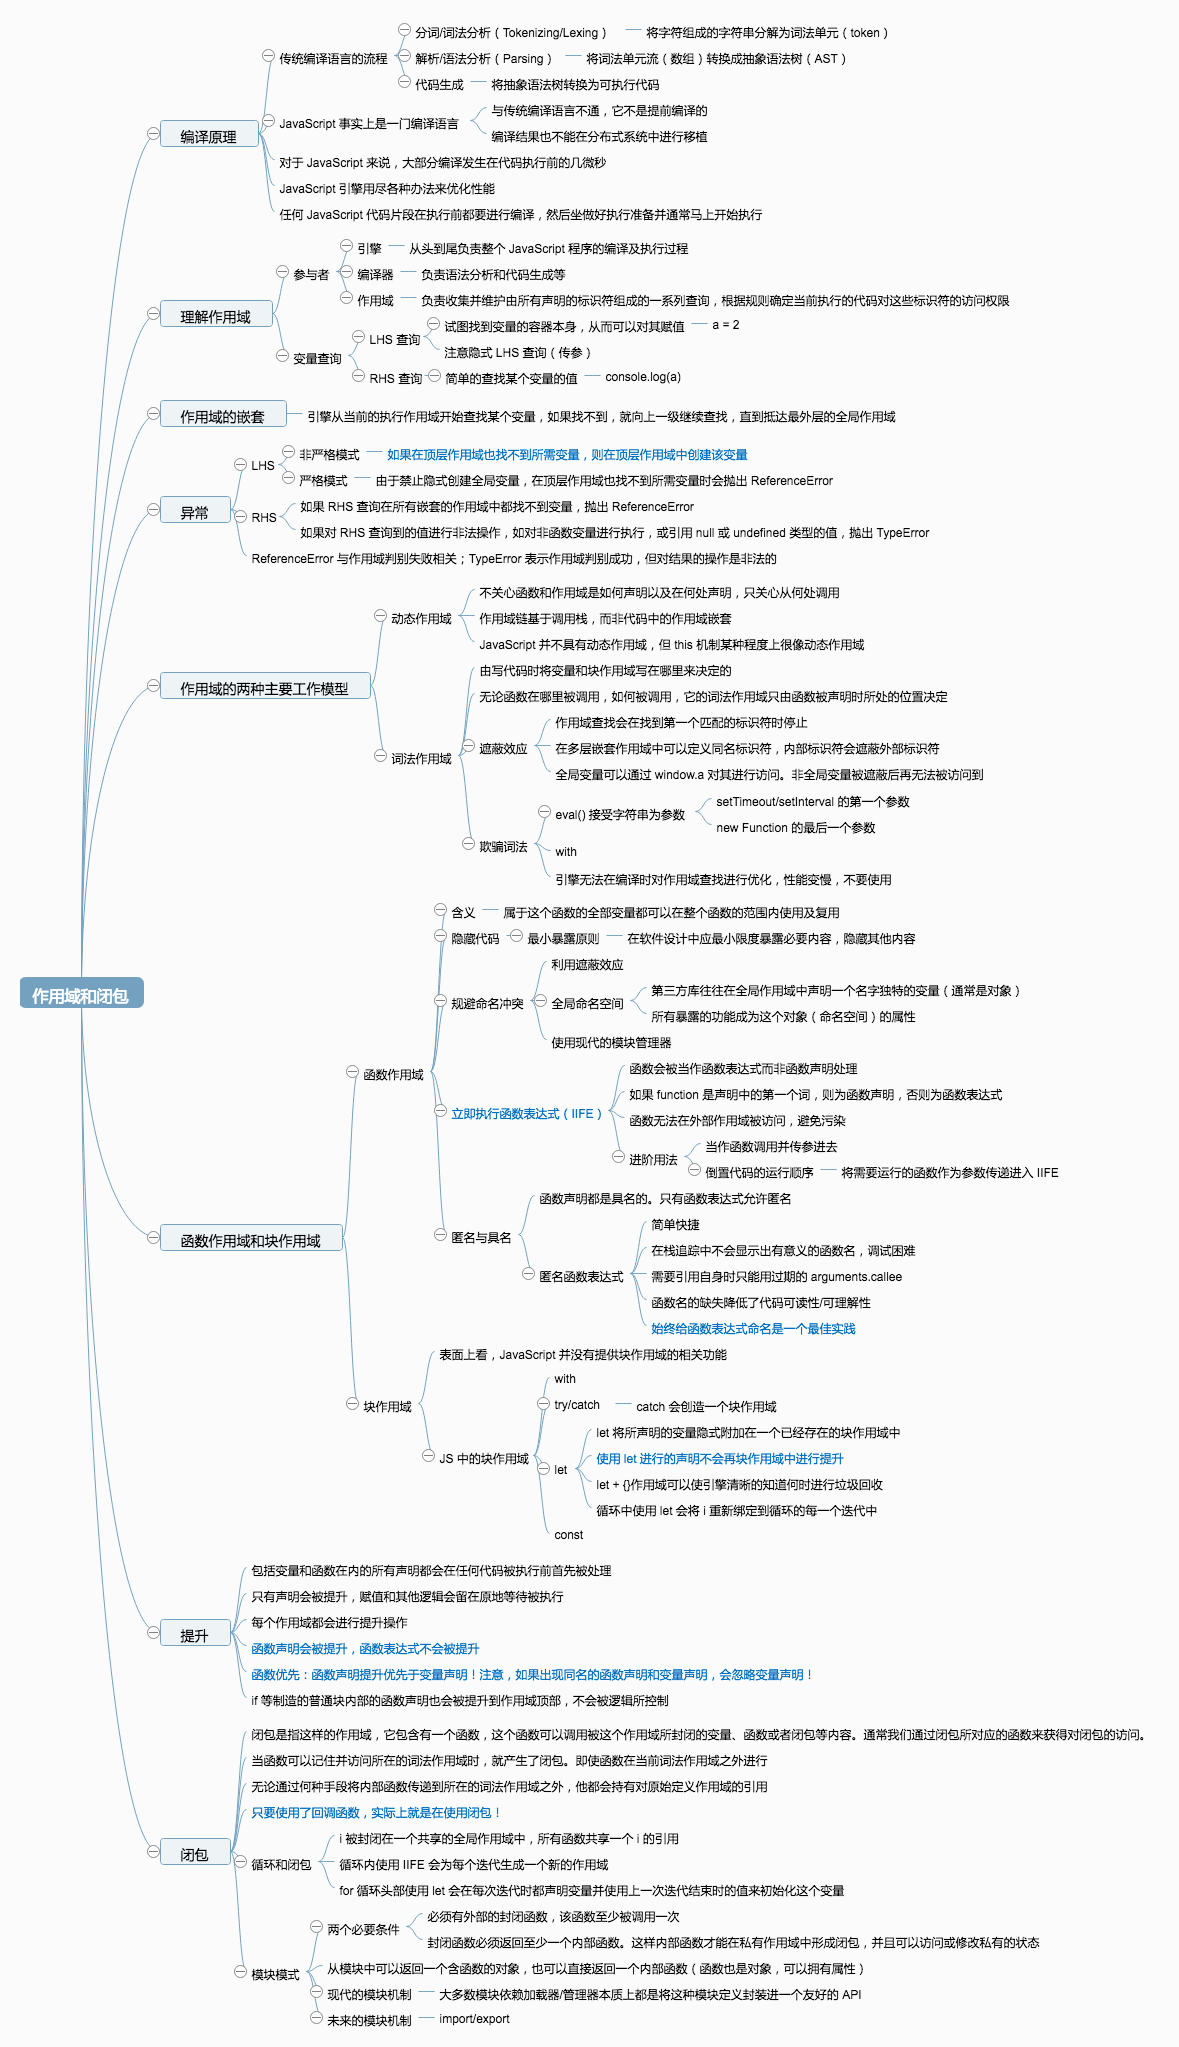 作用域和闭包
编译原理
传统编译语言的流程
分词/词法分析（Tokenizing/Lexing）
将字符组成的字符串分解为词法单元（token）
解析/语法分析（Parsing）
将词法单元流（数组）转换成抽象语法树（AST）
代码生成
将抽象语法树转换为可执行代码
JavaScript 事实上是一门编译语言
与传统编译语言不通，它不是提前编译的
编译结果也不能在分布式系统中进行移植
对于 JavaScript 来说，大部分编译发生在代码执行前的几微秒
JavaScript 引擎用尽各种办法来优化性能
任何 JavaScript 代码片段在执行前都要进行编译，然后坐做好执行准备并通常马上开始执行
理解作用域
参与者
引擎
从头到尾负责整个 JavaScript 程序的编译及执行过程
编译器
负责语法分析和代码生成等
作用域
负责收集并维护由所有声明的标识符组成的一系列查询，根据规则确定当前执行的代码对这些标识符的访问权限
变量查询
LHS 查询
试图找到变量的容器本身，从而可以对其赋值
a = 2
注意隐式 LHS 查询（传参）
RHS 查询
简单的查找某个变量的值
console.log(a)
作用域的嵌套
引擎从当前的执行作用域开始查找某个变量，如果找不到，就向上一级继续查找，直到抵达最外层的全局作用域
异常
LHS
非严格模式
如果在顶层作用域也找不到所需变量，则在顶层作用域中创建该变量
严格模式
由于禁止隐式创建全局变量，在顶层作用域也找不到所需变量时会抛出 ReferenceError
RHS
如果 RHS 查询在所有嵌套的作用域中都找不到变量，抛出 ReferenceError
如果对 RHS 查询到的值进行非法操作，如对非函数变量进行执行，或引用 null 或 undefined 类型的值，抛出 TypeError
ReferenceError 与作用域判别失败相关；TypeError 表示作用域判别成功，但对结果的操作是非法的
作用域的两种主要工作模型
动态作用域
不关心函数和作用域是如何声明以及在何处声明，只关心从何处调用
作用域链基于调用栈，而非代码中的作用域嵌套
JavaScript 并不具有动态作用域，但 this 机制某种程度上很像动态作用域
词法作用域
由写代码时将变量和块作用域写在哪里来决定的
无论函数在哪里被调用，如何被调用，它的词法作用域只由函数被声明时所处的位置决定
遮蔽效应
作用域查找会在找到第一个匹配的标识符时停止
在多层嵌套作用域中可以定义同名标识符，内部标识符会遮蔽外部标识符
全局变量可以通过 window.a 对其进行访问。非全局变量被遮蔽后再无法被访问到
欺骗词法
eval() 接受字符串为参数
setTimeout/setInterval 的第一个参数
new Function 的最后一个参数
with
引擎无法在编译时对作用域查找进行优化，性能变慢，不要使用
函数作用域和块作用域
函数作用域
含义
属于这个函数的全部变量都可以在整个函数的范围内使用及复用
隐藏代码
最小暴露原则
在软件设计中应最小限度暴露必要内容，隐藏其他内容
规避命名冲突
利用遮蔽效应
全局命名空间
第三方库往往在全局作用域中声明一个名字独特的变量（通常是对象）
所有暴露的功能成为这个对象（命名空间）的属性
使用现代的模块管理器
立即执行函数表达式（IIFE）
函数会被当作函数表达式而非函数声明处理
如果 function 是声明中的第一个词，则为函数声明，否则为函数表达式
函数无法在外部作用域被访问，避免污染
进阶用法
当作函数调用并传参进去
倒置代码的运行顺序
将需要运行的函数作为参数传递进入 IIFE
匿名与具名
函数声明都是具名的。只有函数表达式允许匿名
匿名函数表达式
简单快捷
在栈追踪中不会显示出有意义的函数名，调试困难
需要引用自身时只能用过期的 arguments.callee
函数名的缺失降低了代码可读性/可理解性
始终给函数表达式命名是一个最佳实践
块作用域
表面上看，JavaScript 并没有提供块作用域的相关功能
JS 中的块作用域
with
try/catch
catch 会创造一个块作用域
let
let 将所声明的变量隐式附加在一个已经存在的块作用域中
使用 let 进行的声明不会再块作用域中进行提升
let + {}作用域可以使引擎清晰的知道何时进行垃圾回收
循环中使用 let 会将 i 重新绑定到循环的每一个迭代中
const
提升
包括变量和函数在内的所有声明都会在任何代码被执行前首先被处理
只有声明会被提升，赋值和其他逻辑会留在原地等待被执行
每个作用域都会进行提升操作
函数声明会被提升，函数表达式不会被提升
函数优先：函数声明提升优先于变量声明！注意，如果出现同名的函数声明和变量声明，会忽略变量声明！
if 等制造的普通块内部的函数声明也会被提升到作用域顶部，不会被逻辑所控制
闭包
闭包是指这样的作用域，它包含有一个函数，这个函数可以调用被这个作用域所封闭的变量、函数或者闭包等内容。通常我们通过闭包所对应的函数来获得对闭包的访问。
当函数可以记住并访问所在的词法作用域时，就产生了闭包。即使函数在当前词法作用域之外进行
无论通过何种手段将内部函数传递到所在的词法作用域之外，他都会持有对原始定义作用域的引用
只要使用了回调函数，实际上就是在使用闭包！
循环和闭包
i 被封闭在一个共享的全局作用域中，所有函数共享一个 i 的引用
循环内使用 IIFE 会为每个迭代生成一个新的作用域
for 循环头部使用 let 会在每次迭代时都声明变量并使用上一次迭代结束时的值来初始化这个变量
模块模式
两个必要条件
必须有外部的封闭函数，该函数至少被调用一次
封闭函数必须返回至少一个内部函数。这样内部函数才能在私有作用域中形成闭包，并且可以访问或修改私有的状态
从模块中可以返回一个含函数的对象，也可以直接返回一个内部函数（函数也是对象，可以拥有属性）
现代的模块机制
大多数模块依赖加载器/管理器本质上都是将这种模块定义封装进一个友好的 API
未来的模块机制
import/export